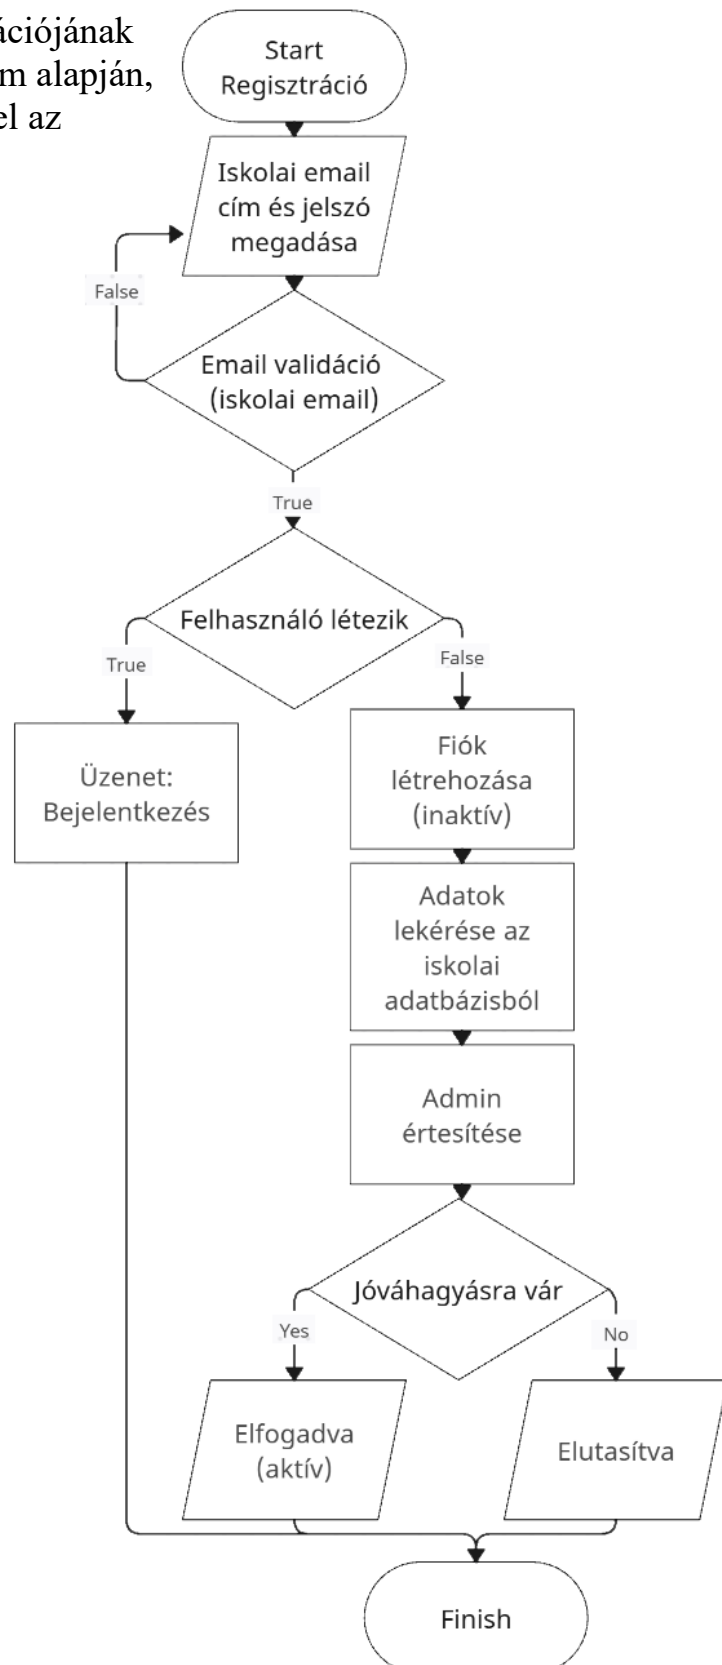 ációjának
m alapján,
el az
Start
Regisztráció
Iskolai email
cím és jelszó
megadása
False
Email validáció
(iskolai email)
True
Felhasználó létezik
True
False
Üzenet:
Bejelentkezés
Fiók
létrehozása
(inaktív)
Adatok
lekérése az
iskolai
adatbázisból
Admin
értesítése
Jóváhagyásra vár
Yes
No
Elfogadva
(aktív)
Elutasítva
Finish